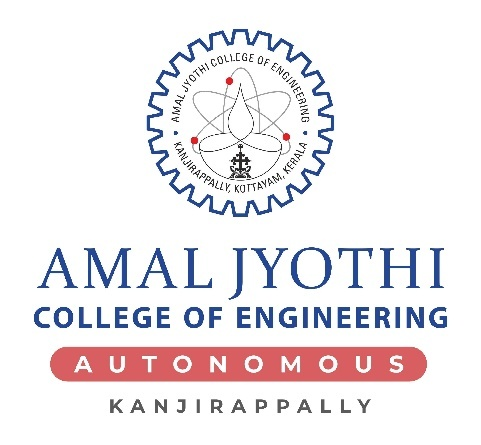 AMAL JYOTHI COLLEGE OF ENGINEERING
KANJIRAPPALLY, KOTTAYAM, KERALA
AMAL JYOTHI
COLLEGE OF ENGINEERING
AUTONOMOUS
KANJIRAPPALLY